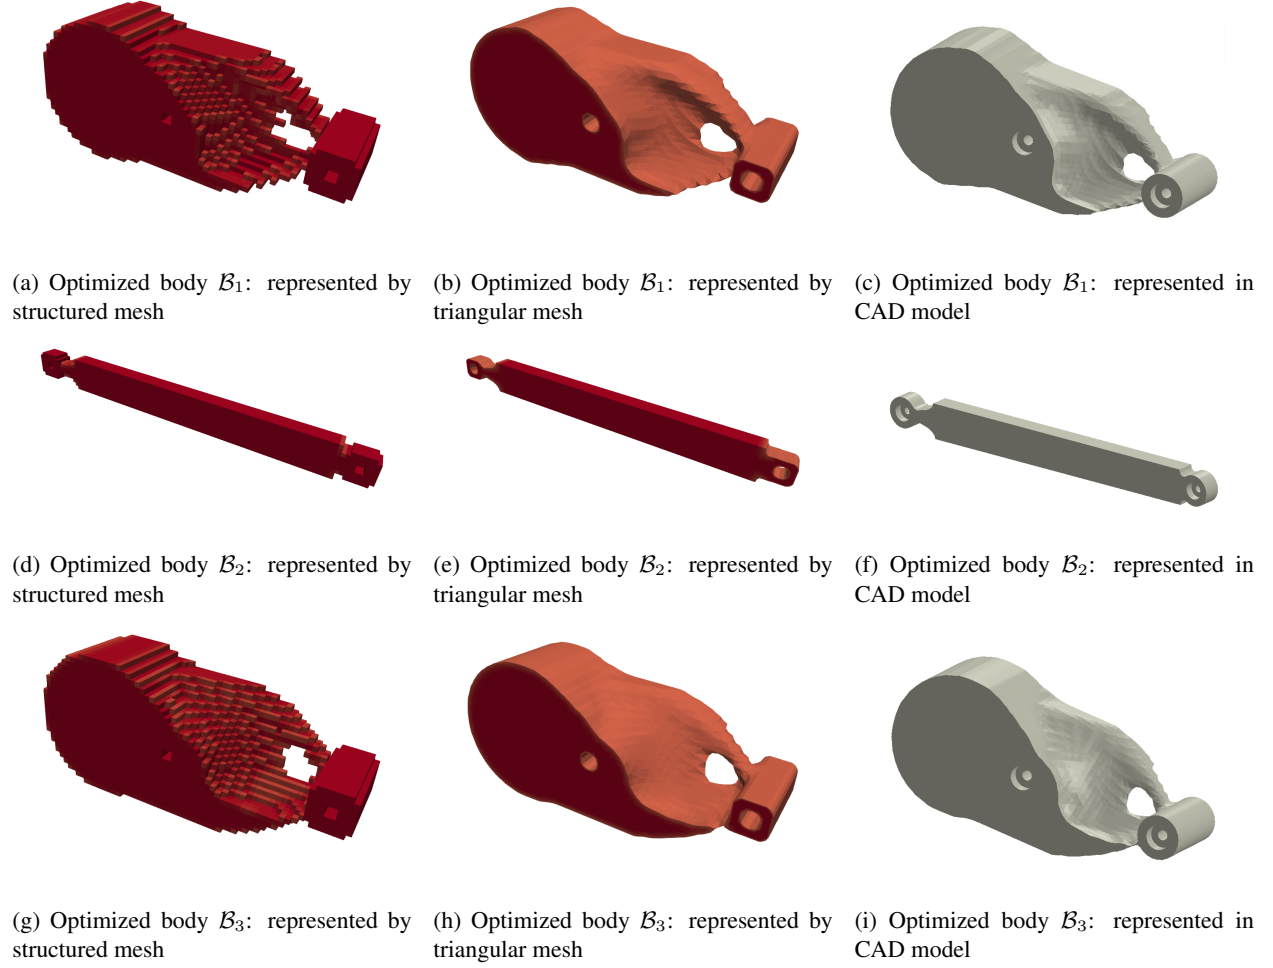 (a) Optimized body 𝓑₁: represented by
structured mesh
(b) Optimized body 𝓑₁: represented by
triangular mesh
(c) Optimized body 𝓑₁: represented in
CAD model
(d) Optimized body 𝓑₂: represented by
structured mesh
(e) Optimized body 𝓑₂: represented by
triangular mesh
(f) Optimized body 𝓑₂: represented in
CAD model
(g) Optimized body 𝓑₃: represented by
structured mesh
(h) Optimized body 𝓑₃: represented by
triangular mesh
(i) Optimized body 𝓑₃: represented in
CAD model